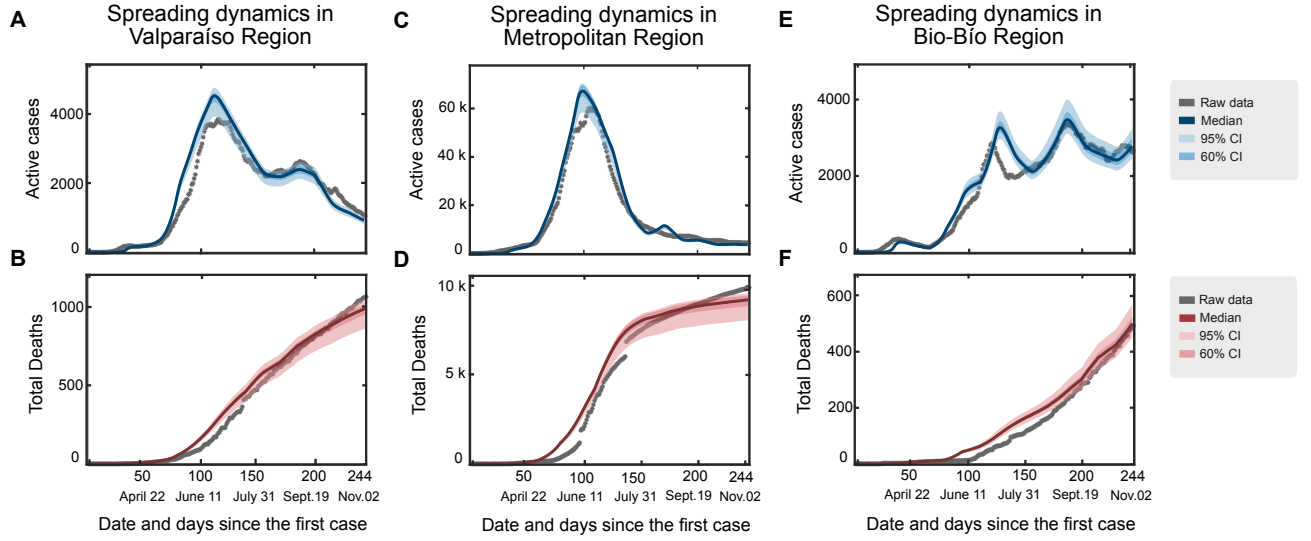 A
Spreading dynamics in
Valparaíso Region
Active cases
4000
2000
0
B
Total Deaths
1000
500
0
50
100
150
200
244
April 22
June 11
July 31
Sept.19
Nov.02
Date and days since the first case
C
Spreading dynamics in
Metropolitan Region
Active cases
60 k
40 k
20 k
0
D
Total Deaths
10 k
5 k
0
50
100
150
200
244
April 22
June 11
July 31
Sept.19
Nov.02
Date and days since the first case
E
Spreading dynamics in
Bio-Bío Region
Active cases
4000
2000
0
F
Total Deaths
600
400
200
0
50
100
150
200
244
April 22
June 11
July 31
Sept.19
Nov.02
Date and days since the first case
Raw data
Median
95% CI
60% CI
Raw data
Median
95% CI
60% CI